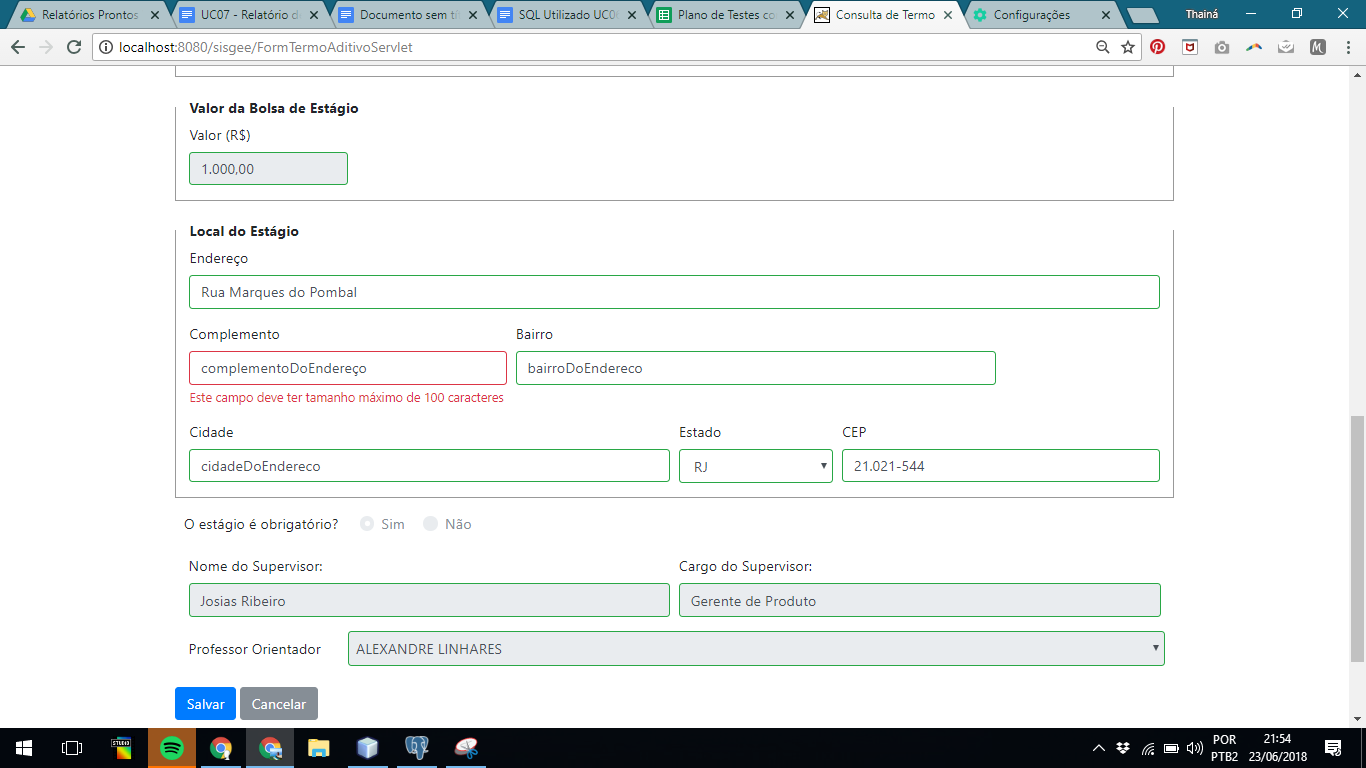 Relatórios Prontos
UC07 - Relatório d
Documento sem tí
SQL Utilizado UC0
Plano de Testes co
Consulta de Termo
Configurações
Thainá
localhost:8080/sisgee/FormTermoAditivoServlet
Valor da Bolsa de Estágio
Valor (R$)
1.000,00
Local do Estágio
Endereço
Rua Marques do Pombal
Complemento Bairro
complementoDoEndereço bairroDoEndereco
Este campo deve ter tamanho máximo de 100 caracteres
Cidade Estado CEP
cidadeDoEndereco RJ 21.021-544
O estágio é obrigatório? Sim Não
Nome do Supervisor: Cargo do Supervisor:
Josias Ribeiro Gerente de Produto
Professor Orientador ALEXANDRE LINHARES
Salvar Cancelar
STUDIO
POR 21:54
PTB2 23/06/2018